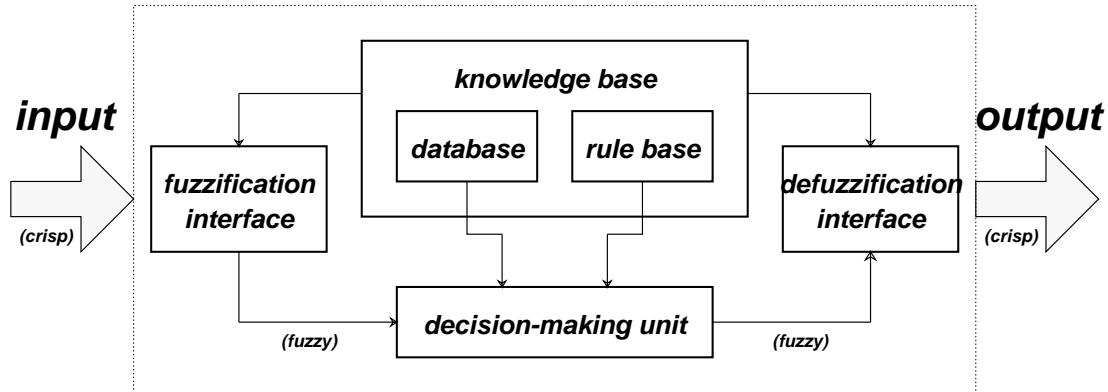 knowledge base
input
output
database
rule base
fuzzification
interface
defuzzification
interface
(crisp)
(crisp)
decision-making unit
(fuzzy)
(fuzzy)